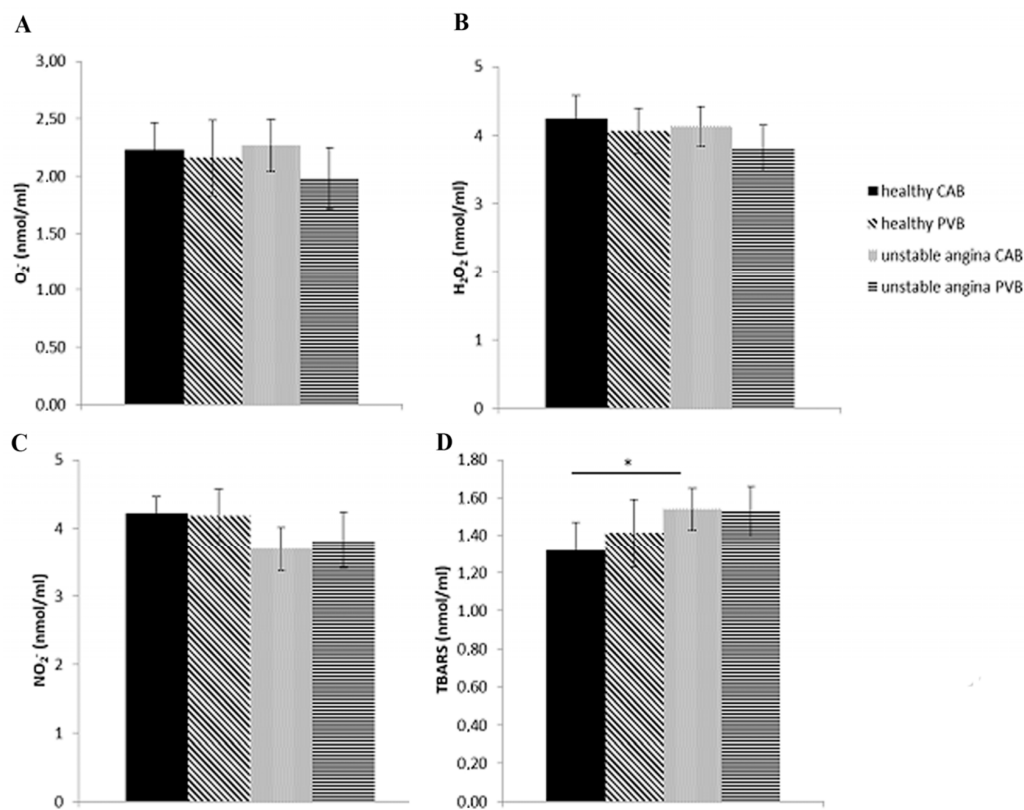 A
3,00
2.50
2.00
1.50
1.00
0.50
0.00
O₂⁻ (nmol/ml)
B
5
4
3
2
1
0
H₂O₂ (nmol/ml)
healthy CAB
healthy PVB
unstable angina CAB
unstable angina PVB
C
5
4
3
2
1
0
NO₂⁻ (nmol/ml)
D
1.80
1.60
1.40
1.20
1.00
0.80
0.60
0.40
0.20
0.00
TBARS (nmol/ml)
*